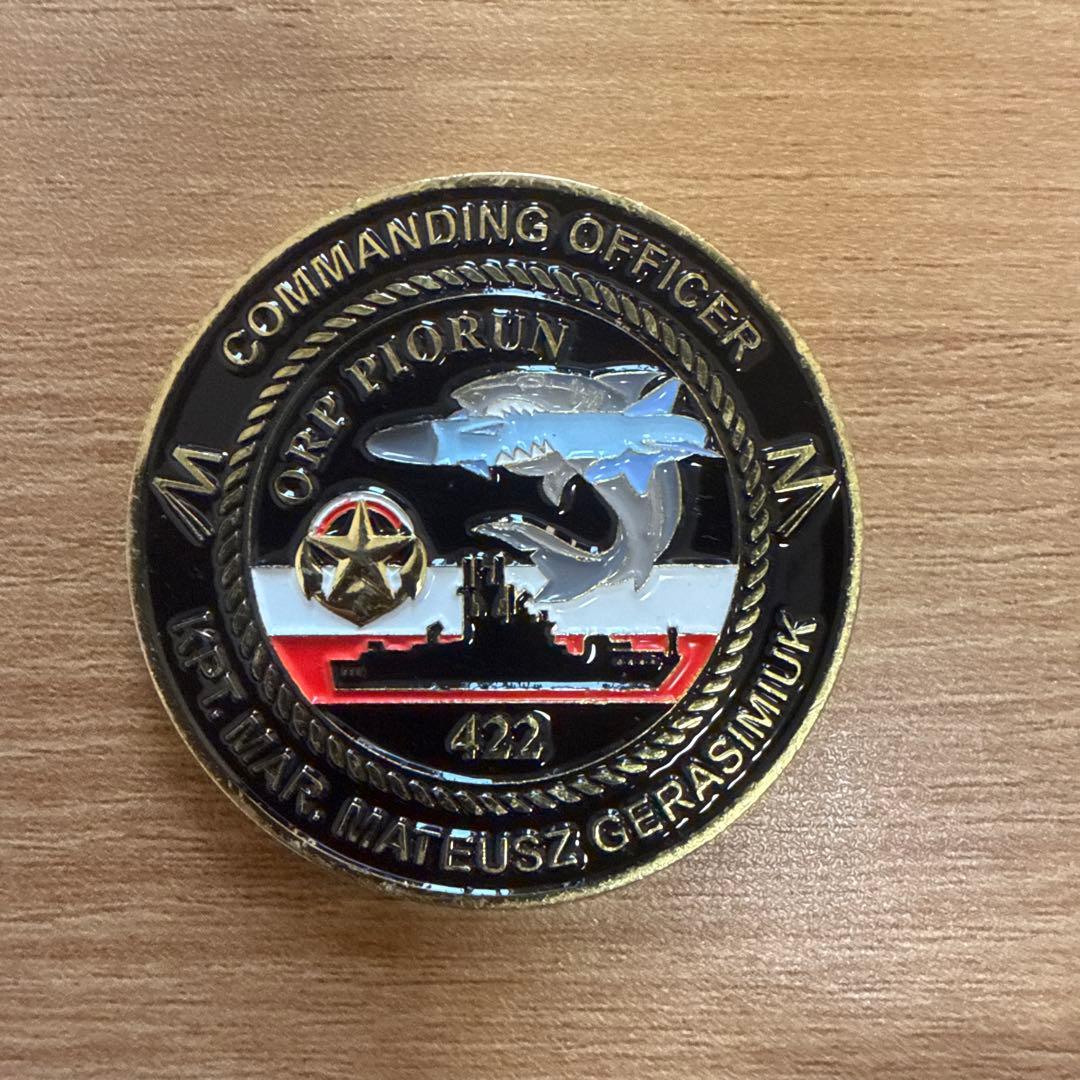 COMMANDING OFFICER
ORP PIORUN
422
KPT. MAR. MATEUSZ GERASIMIUK